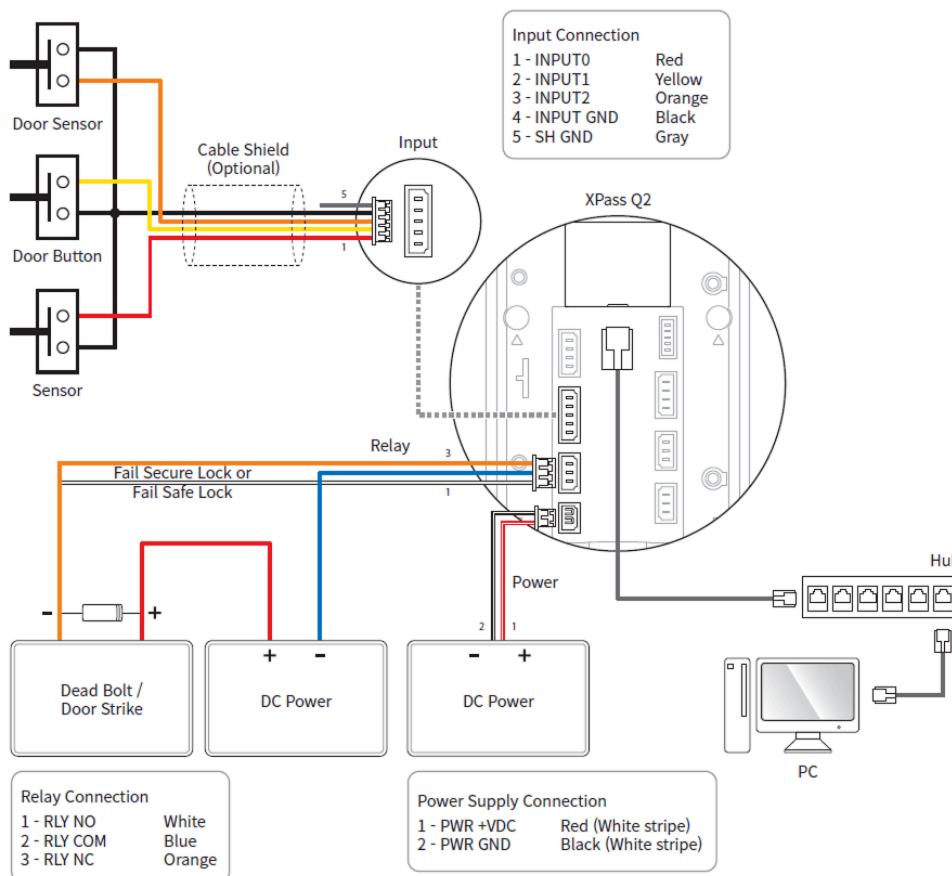 Input Connection
1 - INPUT0 Red
2 - INPUT1 Yellow
3 - INPUT2 Orange
4 - INPUT GND Black
5 - SH GND Gray
Door Sensor
Cable Shield
(Optional)
Input
5
1
XPass Q2
Door Button
Sensor
Relay
3
Fail Secure Lock or
Fail Safe Lock
1
Power
2 1
Hu
- +
+ -
- +
Dead Bolt /
Door Strike
DC Power
DC Power
PC
Relay Connection
1 - RLY NO White
2 - RLY COM Blue
3 - RLY NC Orange
Power Supply Connection
1 - PWR +VDC Red (White stripe)
2 - PWR GND Black (White stripe)